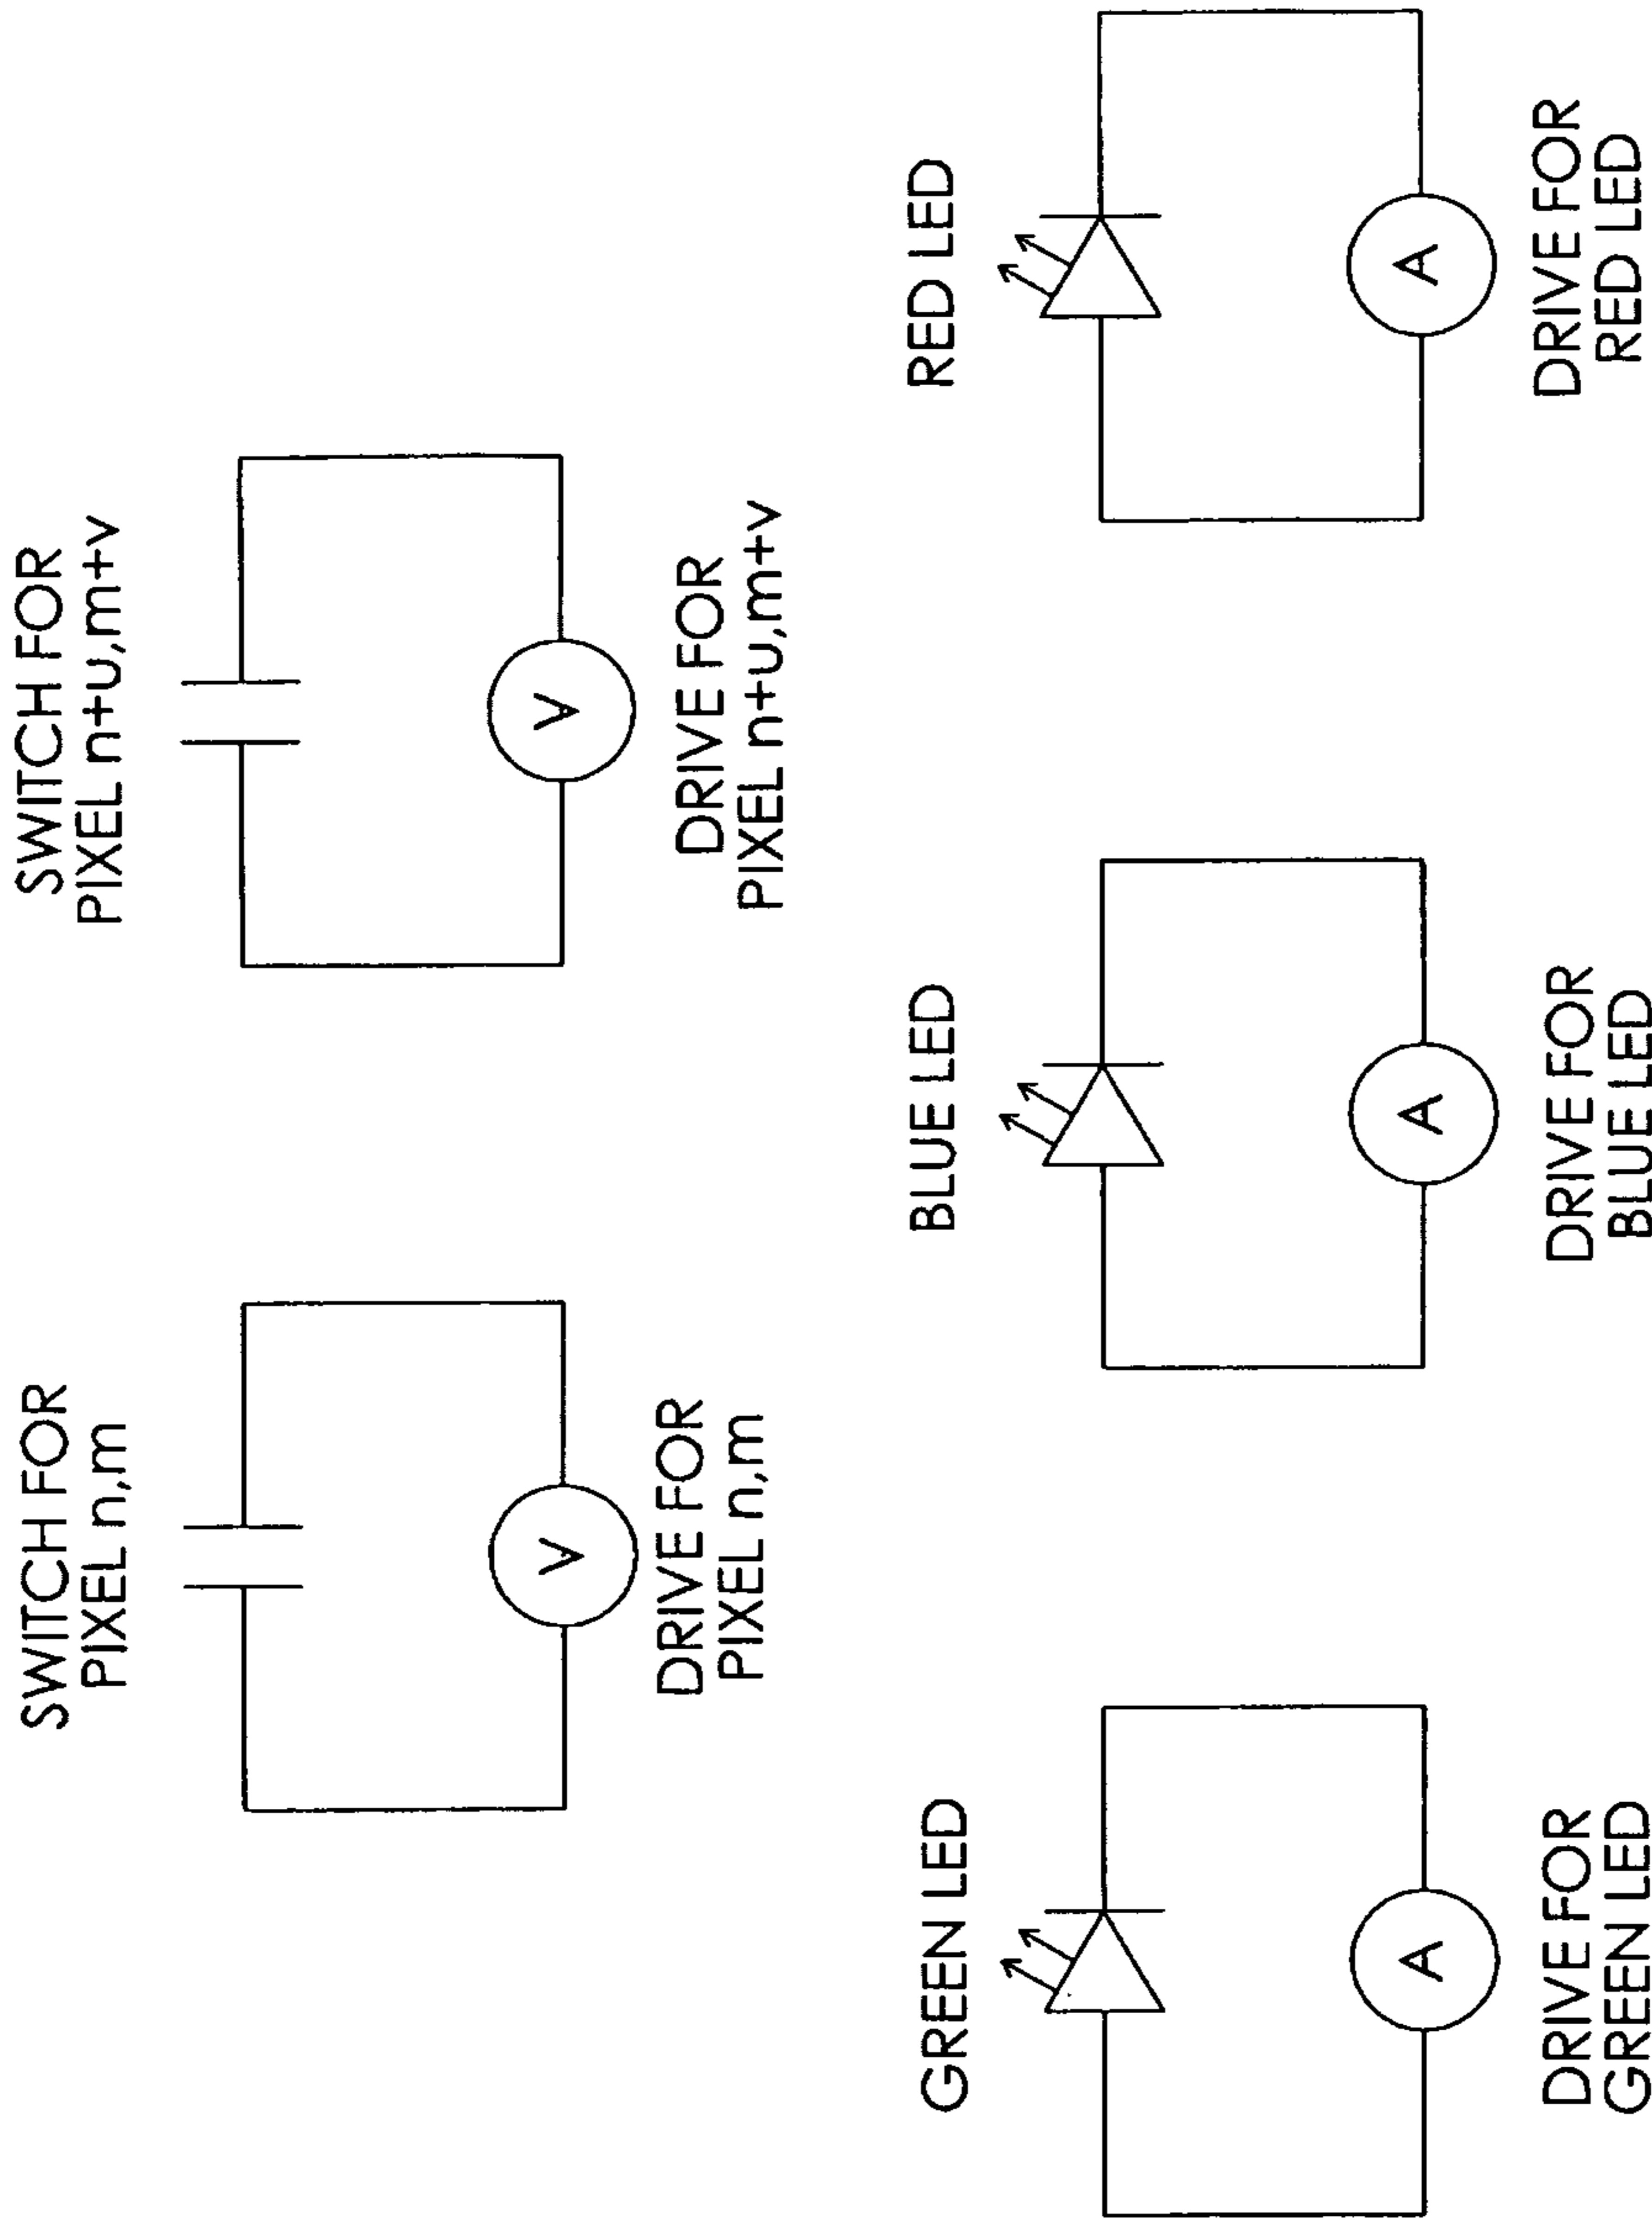 SWITCH FOR
PIXEL n,m
V
DRIVE FOR
PIXEL n,m
SWITCH FOR
PIXEL n+u,m+v
V
DRIVE FOR
PIXEL n+u,m+v
GREEN LED
A
DRIVE FOR
GREEN LED
BLUE LED
A
DRIVE FOR
BLUE LED
RED LED
A
DRIVE FOR
RED LED